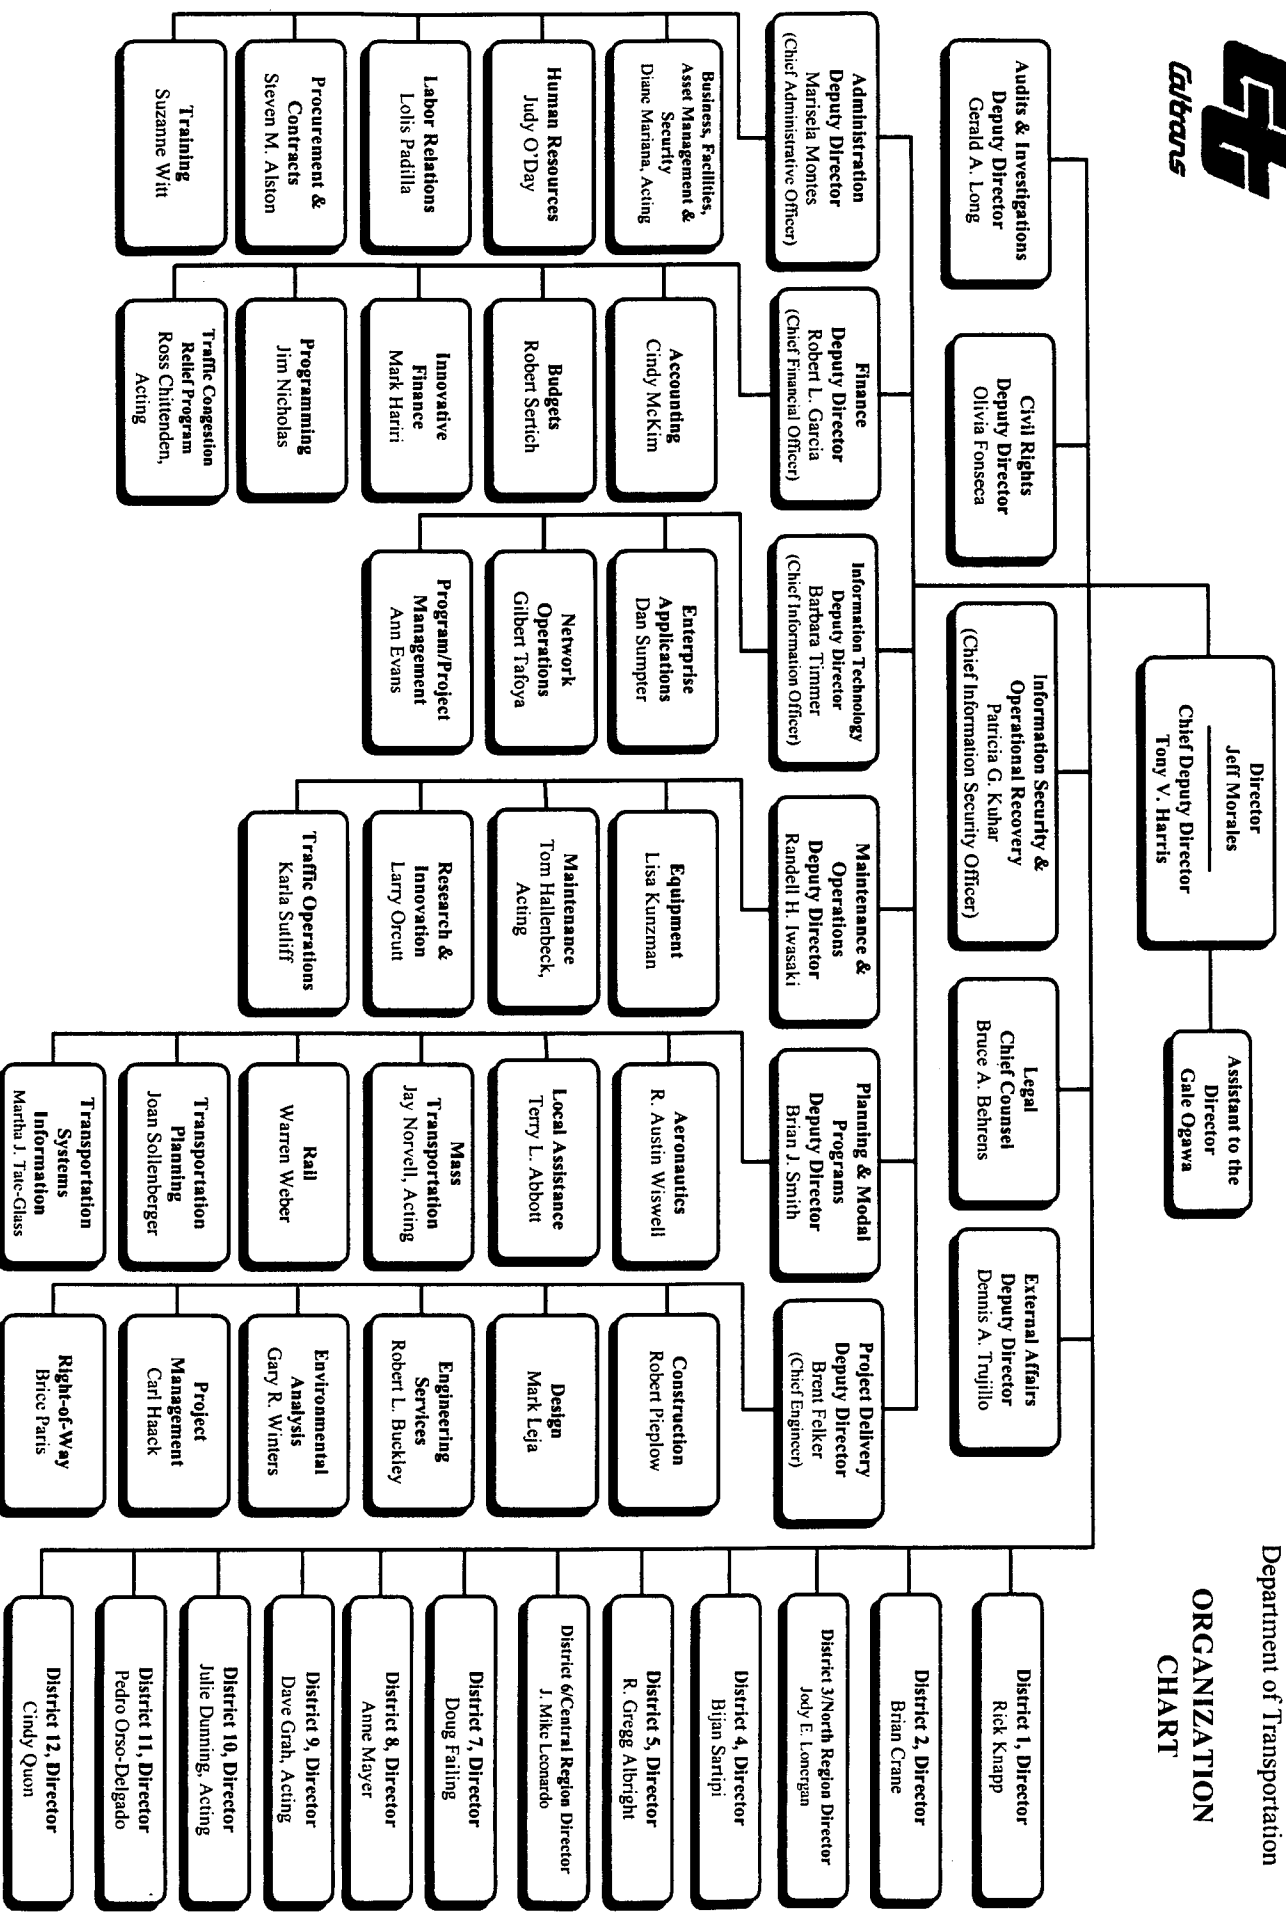 Caltrans
Department of Transportation
ORGANIZATION
CHART
Director
Jeff Morales
Chief Deputy Director
Tony V. Harris
Assistant to the
Director
Gale Ogawa
Audits & Investigations
Deputy Director
Gerald A. Long
Civil Rights
Deputy Director
Olivia Fonseca
Information Security &
Operational Recovery
Patricia G. Kuhar
(Chief Information Security Officer)
Legal
Chief Counsel
Bruce A. Behrens
External Affairs
Deputy Director
Dennis A. Trujillo
Administration
Deputy Director
Marisela Montes
(Chief Administrative Officer)
Business, Facilities,
Asset Management &
Security
Diane Mariana, Acting
Human Resources
Judy O'Day
Labor Relations
Lolis Padilla
Procurement &
Contracts
Steven M. Alston
Training
Suzanne Witt
Finance
Deputy Director
Robert L. Garcia
(Chief Financial Officer)
Accounting
Cindy McKim
Budgets
Robert Sertich
Innovative
Finance
Mark Hariri
Programming
Jim Nicholas
Traffic Congestion
Relief Program
Ross Chittenden,
Acting
Information Technology
Deputy Director
Barbara Timmer
(Chief Information Officer)
Enterprise
Applications
Dan Sumpter
Network
Operations
Gilbert Tafoya
Program/Project
Management
Ann Evans
Maintenance &
Operations
Deputy Director
Randell H. Iwasaki
Equipment
Lisa Kunzman
Maintenance
Tom Hallenbeck,
Acting
Research &
Innovation
Larry Orcutt
Traffic Operations
Karla Sutliff
Planning & Modal
Programs
Deputy Director
Brian J. Smith
Aeronautics
R. Austin Wiswell
Local Assistance
Terry L. Abbott
Mass
Transportation
Jay Norvell, Acting
Rail
Warren Weber
Transportation
Planning
Joan Sollenberger
Transportation
Systems
Information
Martha J. Tate-Glass
Project Delivery
Deputy Director
Brent Felker
(Chief Engineer)
Construction
Robert Pieplow
Design
Mark Leja
Engineering
Services
Robert L. Buckley
Environmental
Analysis
Gary R. Winters
Project
Management
Carl Haack
Right-of-Way
Brice Paris
District 1, Director
Rick Knapp
District 2, Director
Brian Crane
District 3/North Region Director
Jody E. Lonergan
District 4, Director
Bijan Sartipi
District 5, Director
R. Gregg Albright
District 6/Central Region Director
J. Mike Leonardo
District 7, Director
Doug Failing
District 8, Director
Anne Mayer
District 9, Director
Dave Grah, Acting
District 10, Director
Julie Dunning, Acting
District 11, Director
Pedro Orso-Delgado
District 12, Director
Cindy Quon